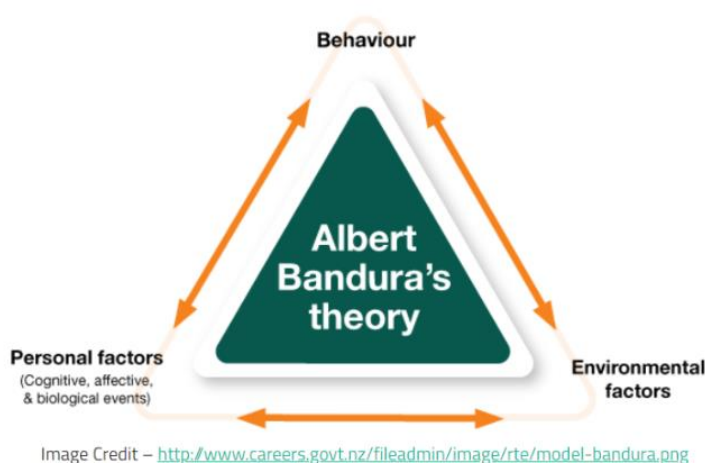 Behaviour
Albert
Bandura's
theory
Personal factors
(Cognitive, affective,
& biological events)
Environmental
factors
Image Credit – http://www.careers.govt.nz/fileadmin/image/rte/model-bandura.png